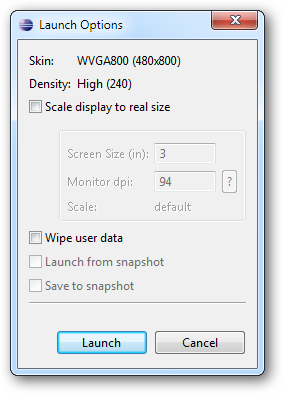 Launch Options
Skin: WVGA800 (480x800)
Density: High (240)
Scale display to real size
Screen Size (in): 3
Monitor dpi: 94 ?
Scale: default
Wipe user data
Launch from snapshot
Save to snapshot
Launch Cancel